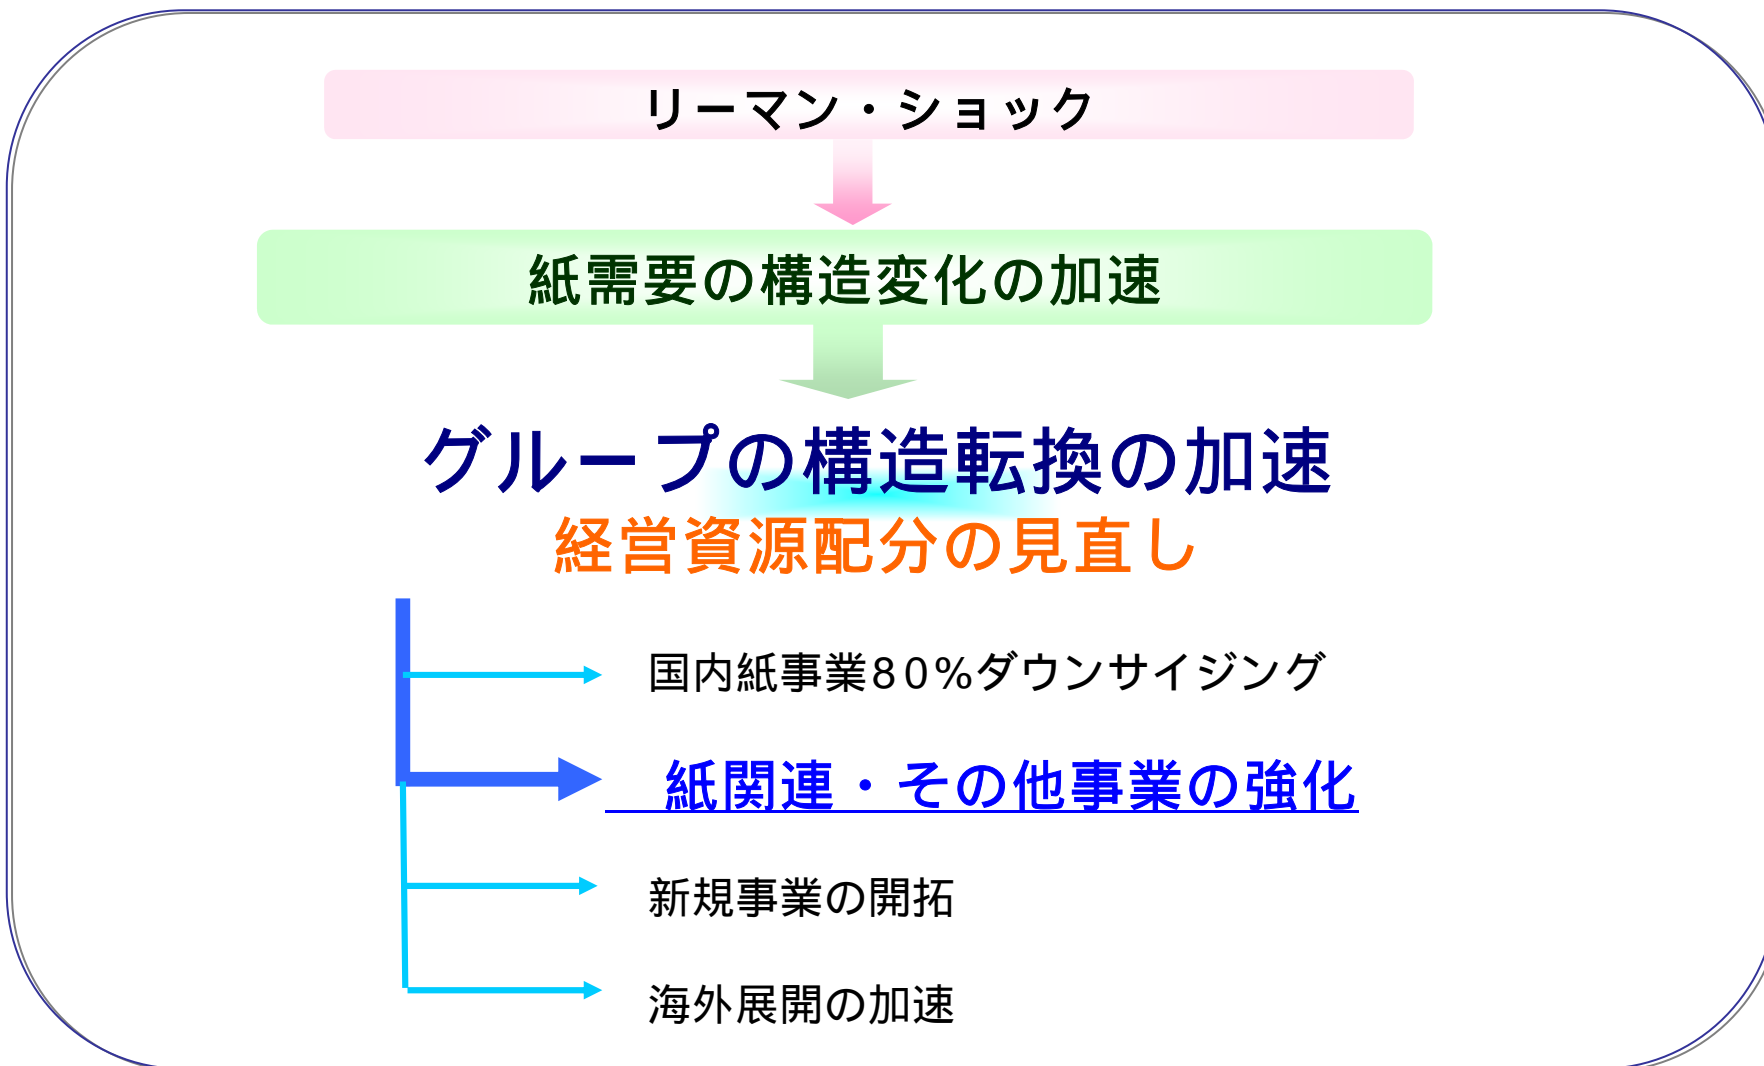 リーマン・ショック
紙需要の構造変化の加速
グループの構造転換の加速
経営資源配分の見直し
国内紙事業80%ダウンサイジング
紙関連・その他事業の強化
新規事業の開拓
海外展開の加速